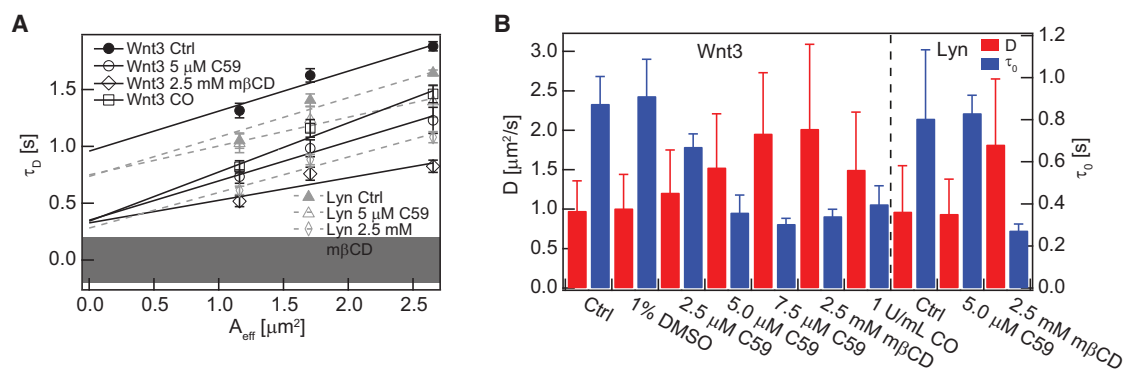 A
Wnt3 Ctrl
Wnt3 5 μM C59
Wnt3 2.5 mM mβCD
Wnt3 CO
Lyn Ctrl
Lyn 5 μM C59
Lyn 2.5 mM
mβCD
τD [s]
1.5
1.0
0.5
0.0
0.0 0.5 1.0 1.5 2.0 2.5
Aeff [μm²]
B
Wnt3
Lyn
D
τ0
D [μm²/s]
3.0
2.5
2.0
1.5
1.0
0.5
0.0
τ0 [s]
1.2
1.0
0.8
0.6
0.4
0.2
0.0
Ctrl
1% DMSO
2.5 μM C59
5.0 μM C59
7.5 μM C59
2.5 mM mβCD
1 U/mL CO
Ctrl
5.0 μM C59
2.5 mM mβCD